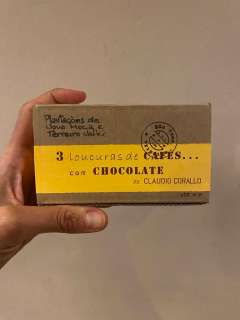 Plantações de
Nova Moca e
Terreiro Velho
3 loucuras de CAFÉS...
com CHOCOLATE
de CLAUDIO CORALLO